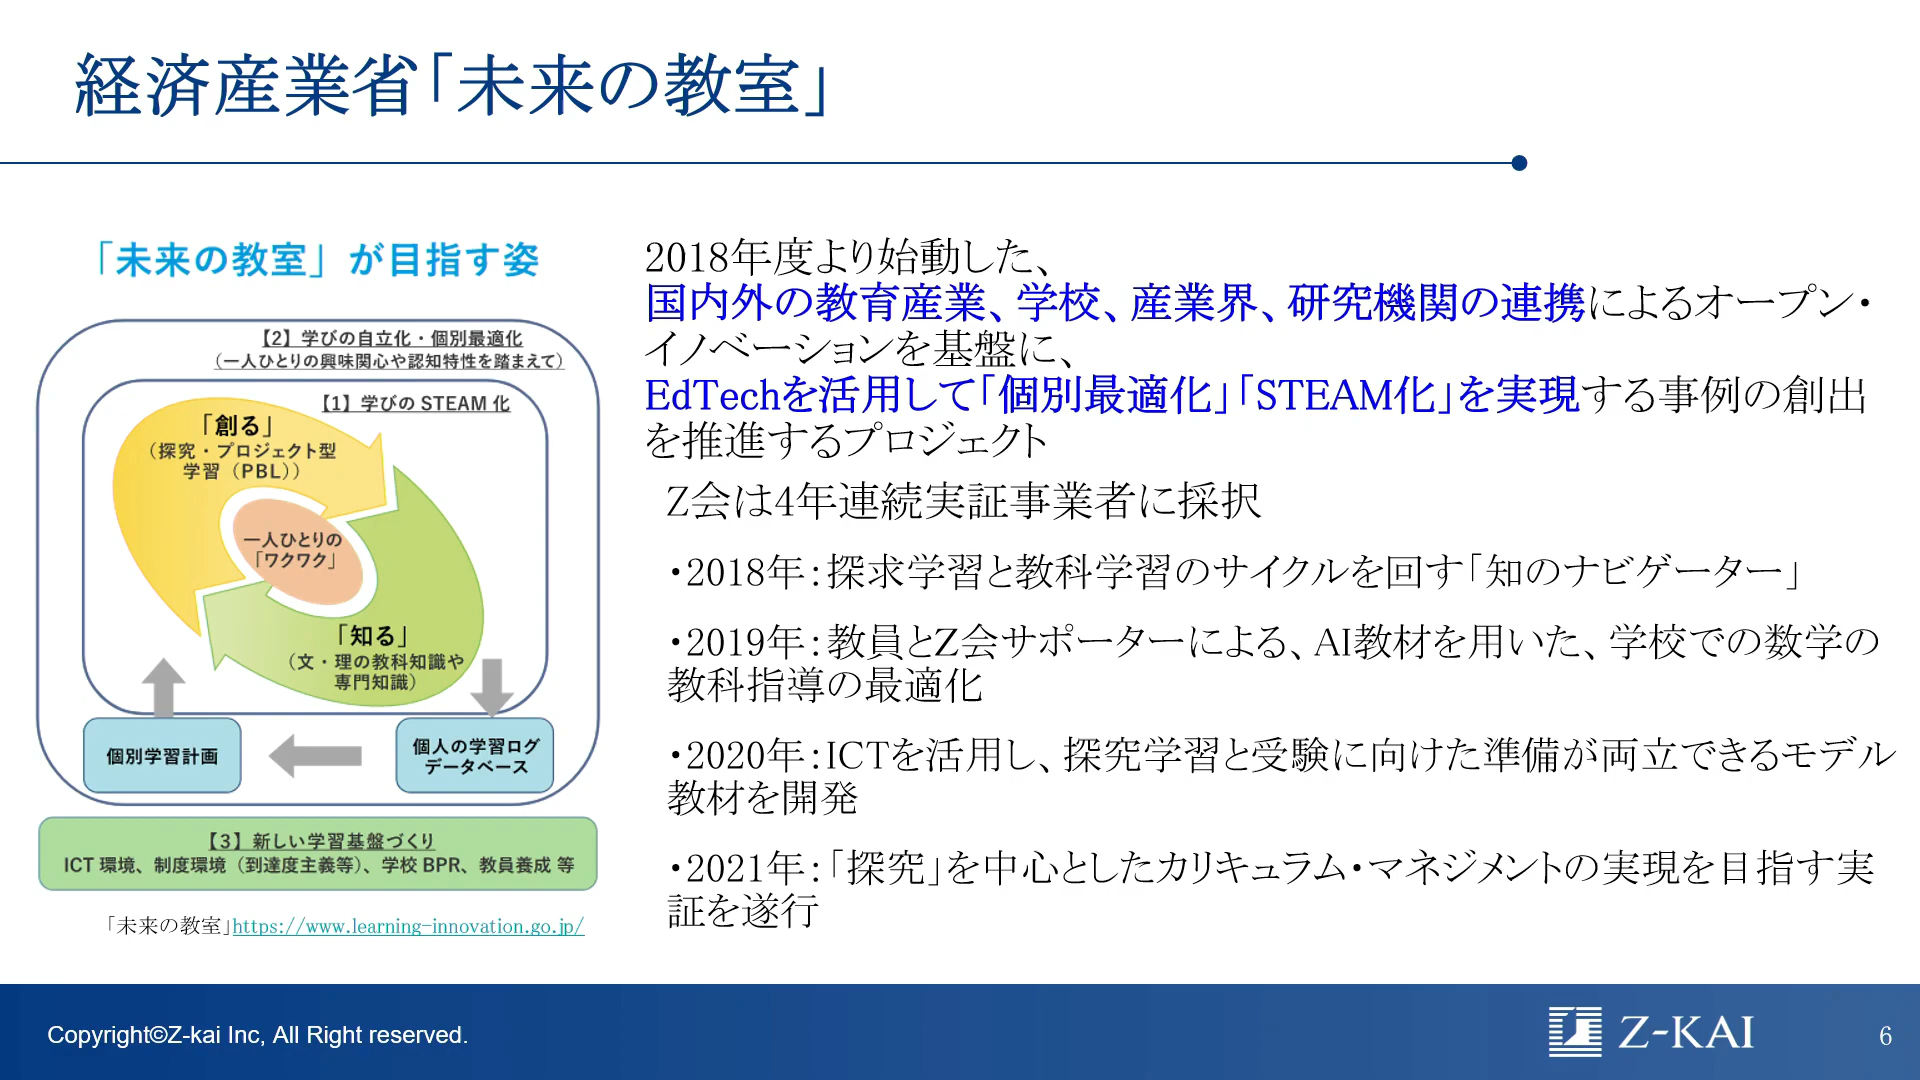 経済産業省「未来の教室」
「未来の教室」が目指す姿
【2】学びの自立化・個別最適化
(一人ひとりの興味関心や認知特性を踏まえて)
【1】学びの STEAM 化
「創る」
(探究・プロジェクト型
学習(PBL))
一人ひとりの
「ワクワク」
「知る」
(文・理の教科知識や
専門知識)
個別学習計画
個人の学習ログ
データベース
【3】新しい学習基盤づくり
ICT 環境、制度環境(到達度主義等)、学校 BPR、教員養成 等
「未来の教室」https://www.learning-innovation.go.jp/
2018年度より始動した、
国内外の教育産業、学校、産業界、研究機関の連携によるオープン・
イノベーションを基盤に、
EdTechを活用して「個別最適化」「STEAM化」を実現する事例の創出
を推進するプロジェクト
Z会は4年連続実証事業者に採択
・2018年：探求学習と教科学習のサイクルを回す「知のナビゲーター」
・2019年：教員とZ会サポーターによる、AI教材を用いた、学校での数学の
教科指導の最適化
・2020年：ICTを活用し、探究学習と受験に向けた準備が両立できるモデル
教材を開発
・2021年：「探究」を中心としたカリキュラム・マネジメントの実現を目指す実
証を遂行
Copyright©Z-kai Inc, All Right reserved.
Z-KAI
6